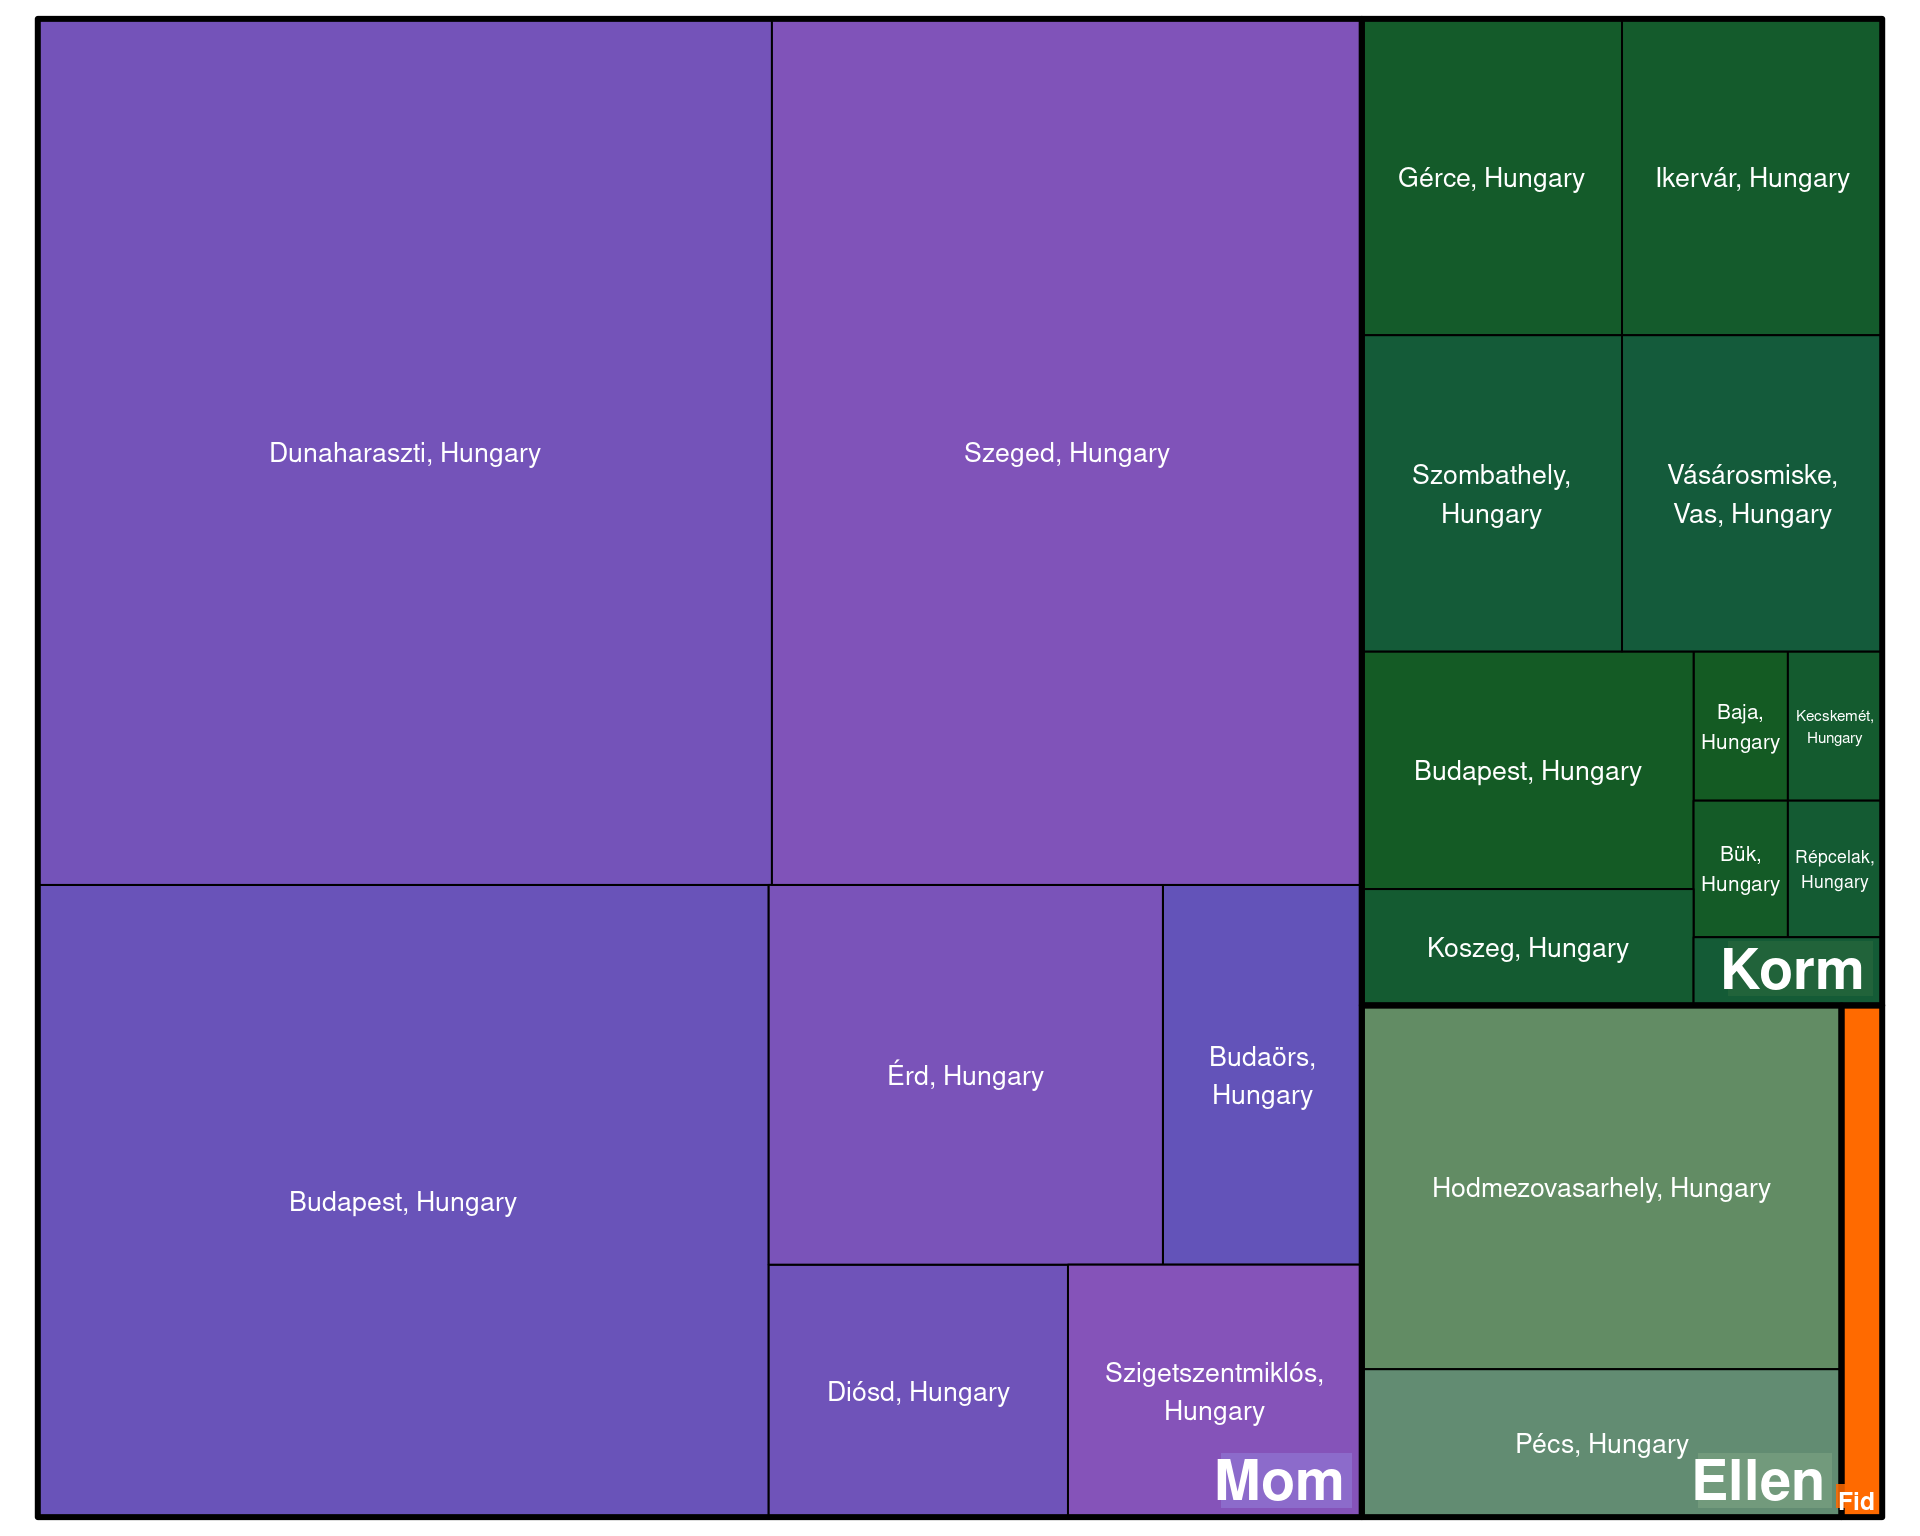 Dunaharaszti, Hungary
Szeged, Hungary
Budapest, Hungary
Érd, Hungary
Budaörs,
Hungary
Diósd, Hungary
Szigetszentmiklós,
Hungary
Mom
Gérce, Hungary
Ikervár, Hungary
Szombathely,
Hungary
Vásárosmiske,
Vas, Hungary
Budapest, Hungary
Baja,
Hungary
Kecskemét,
Hungary
Bük,
Hungary
Répcelak,
Hungary
Koszeg, Hungary
Korm
Hodmezovasarhely, Hungary
Pécs, Hungary
Ellen
Fid